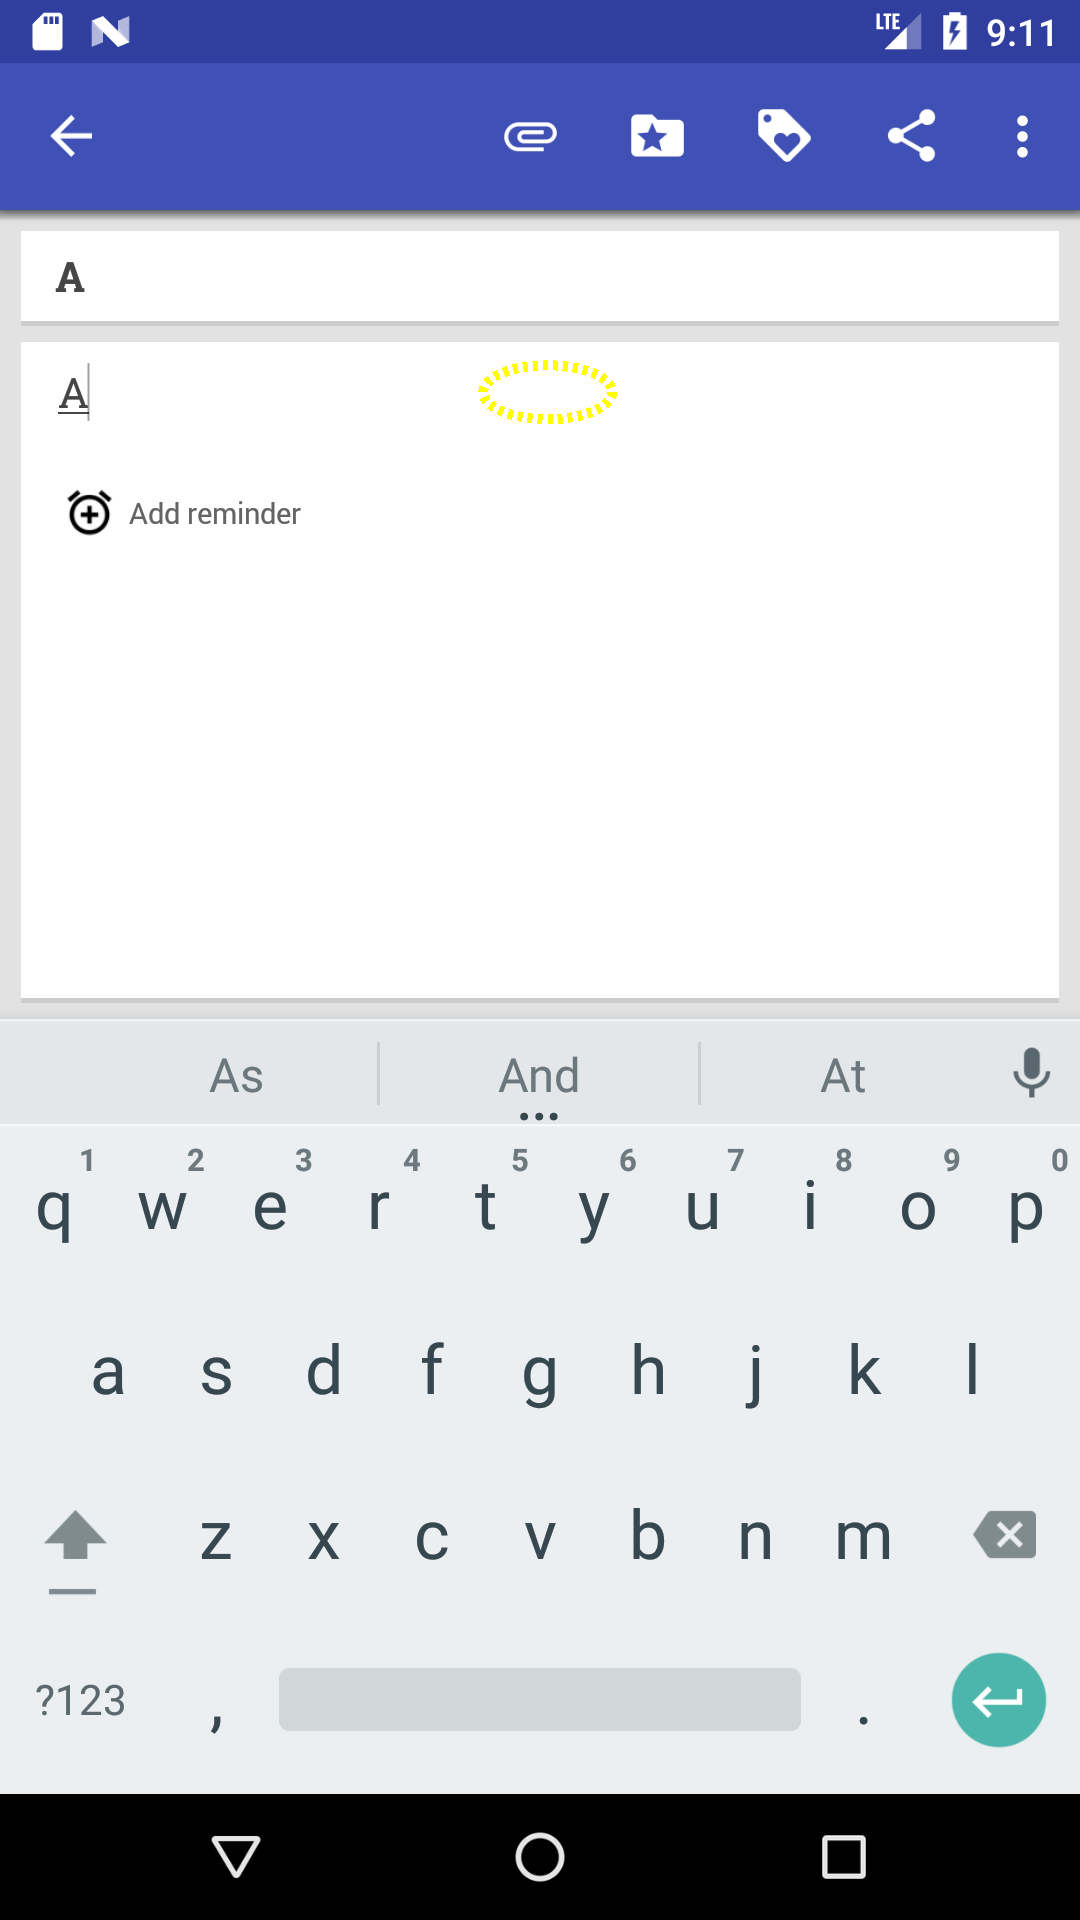 LTE 9:11
A
A
Add reminder
As And At
1 2 3 4 5 6 7 8 9 0
q w e r t y u i o p
a s d f g h j k l
z x c v b n m
?123 , .